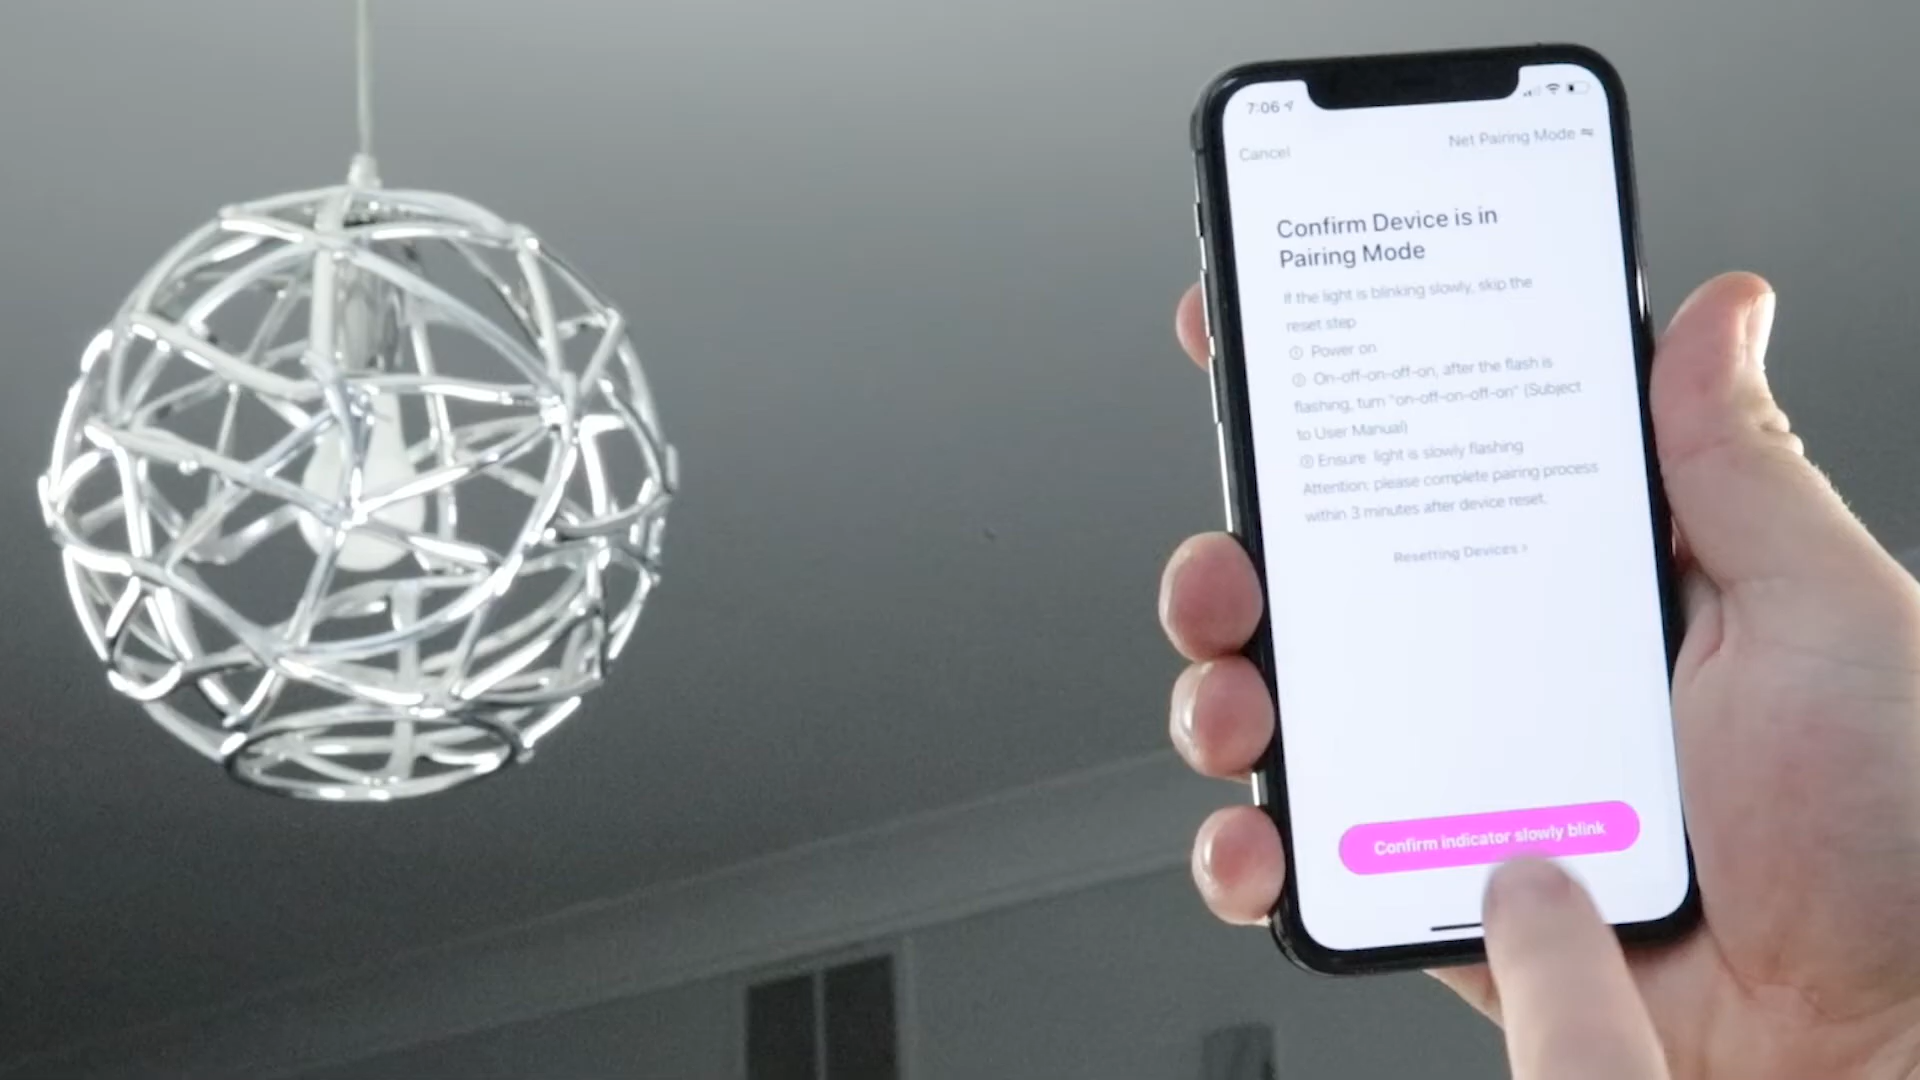 7:06
Net Pairing Mode ⇋
Cancel
Confirm Device is in
Pairing Mode
If the light is blinking slowly, skip the
reset step
① Power on
② On-off-on-off-on, after the flash is
flashing, turn "on-off-on-off-on" (Subject
to User Manual)
③ Ensure light is slowly flashing
Attention: please complete pairing process
within 3 minutes after device reset.
Resetting Devices >
Confirm indicator slowly blink